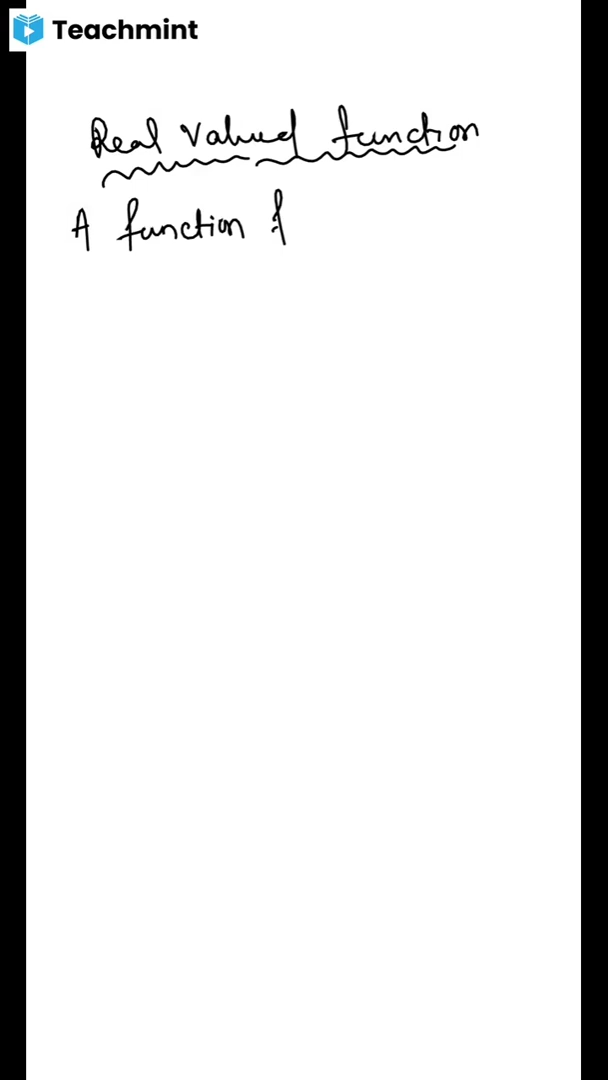 Teachmint
Real valued function
A function f